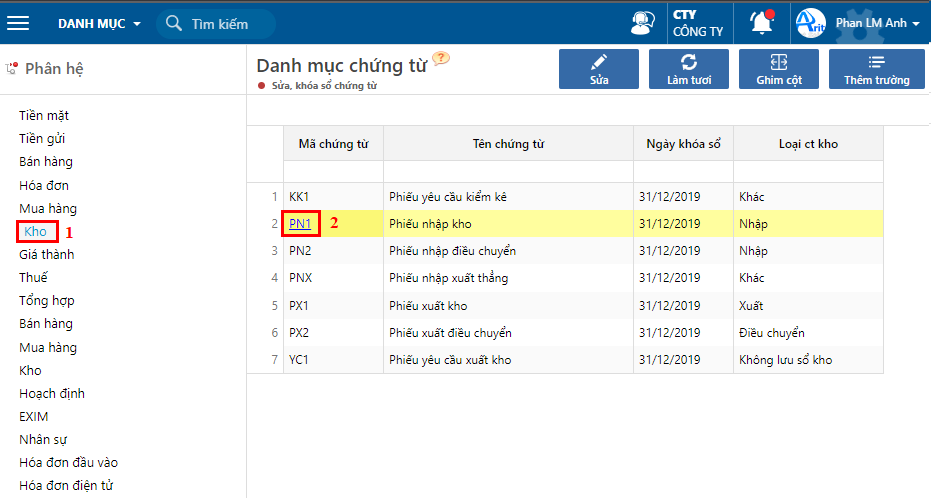 DANH MỤC
Tìm kiếm
CTY
CÔNG TY
Arit
Phan LM Anh
Phân hệ
Danh mục chứng từ ?
Sửa, khóa sổ chứng từ
Sửa
Làm tươi
Ghim cột
Thêm trường
Tiền mặt
Tiền gửi
Bán hàng
Hóa đơn
Mua hàng
Kho 1
Giá thành
Thuế
Tổng hợp
Bán hàng
Mua hàng
Kho
Hoạch định
EXIM
Nhân sự
Hóa đơn đầu vào
Hóa đơn điện tử
Mã chứng từ Tên chứng từ Ngày khóa sổ Loại ct kho
1 KK1 Phiếu yêu cầu kiểm kê 31/12/2019 Khác
2 PN1 2 Phiếu nhập kho 31/12/2019 Nhập
3 PN2 Phiếu nhập điều chuyển 31/12/2019 Nhập
4 PNX Phiếu nhập xuất thẳng 31/12/2019 Khác
5 PX1 Phiếu xuất kho 31/12/2019 Xuất
6 PX2 Phiếu xuất điều chuyển 31/12/2019 Điều chuyển
7 YC1 Phiếu yêu cầu xuất kho 31/12/2019 Không lưu sổ kho